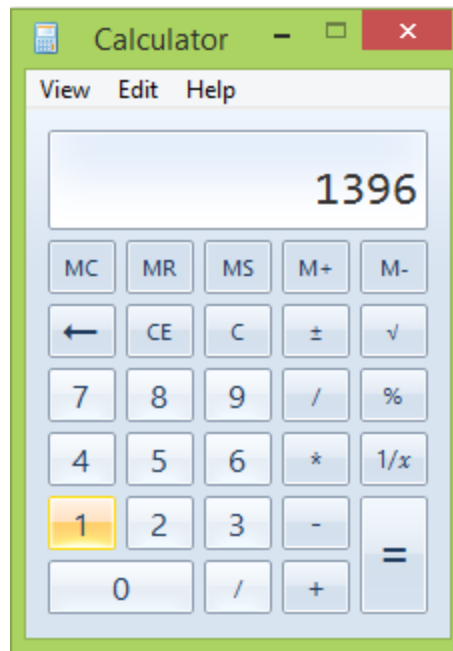 Calculator
View Edit Help
1396
MC MR MS M+ M-
← CE C ± √
7 8 9 / %
4 5 6 * 1/x
1 2 3 - =
0 / +